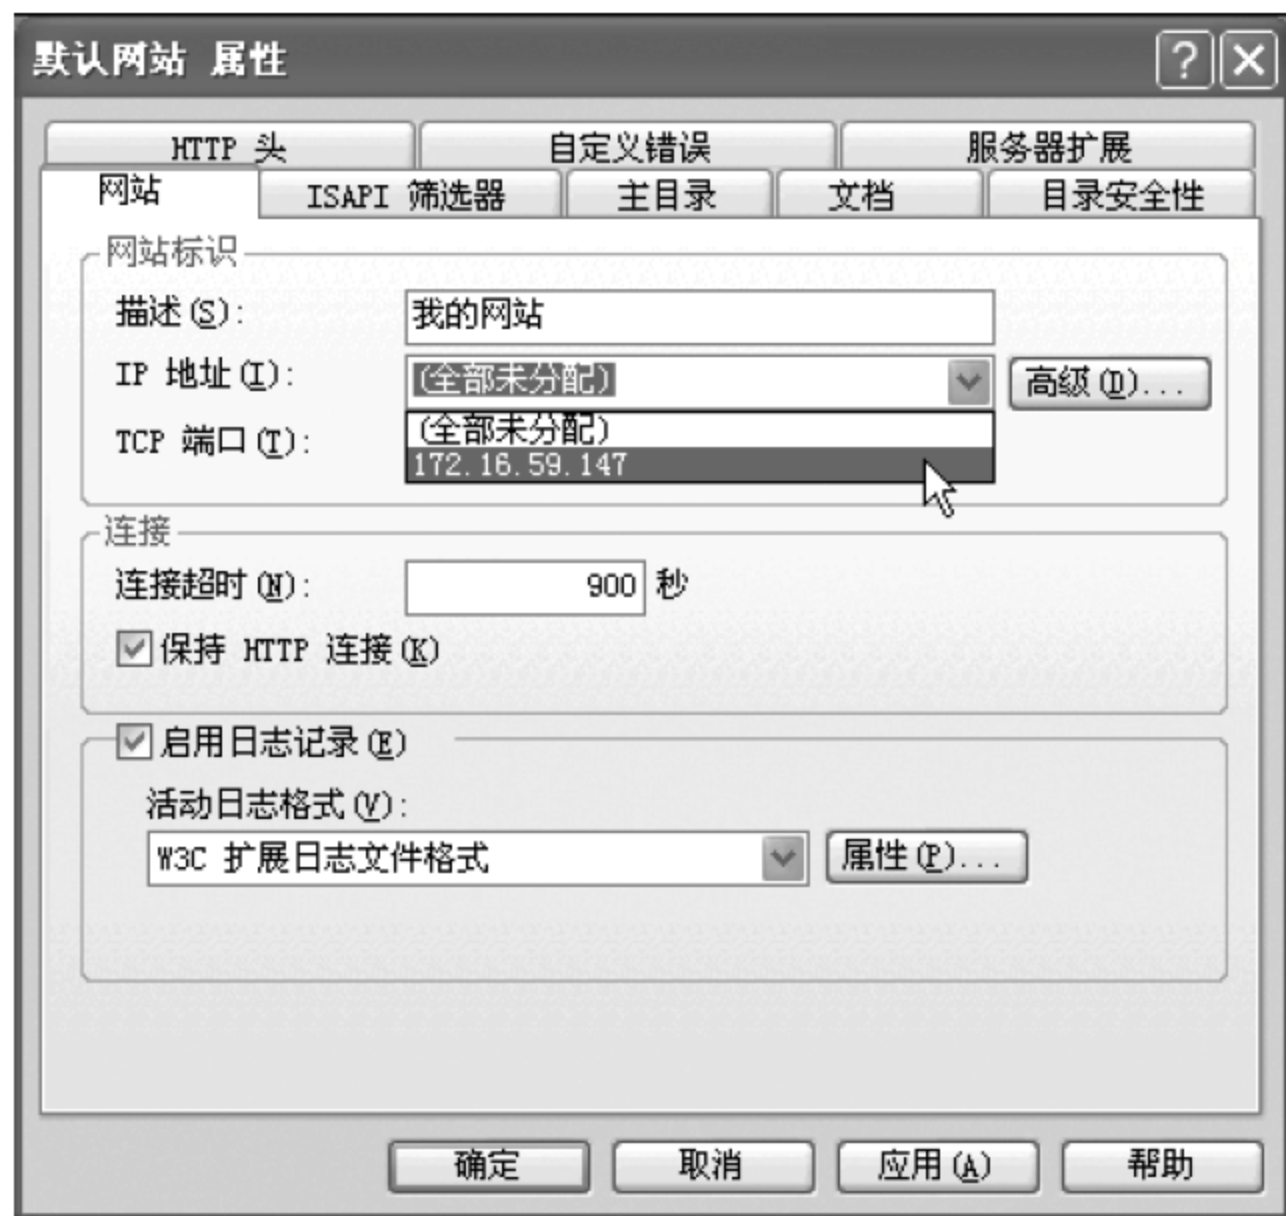 默认网站 属性
HTTP 头 自定义错误 服务器扩展
网站 ISAPI 筛选器 主目录 文档 目录安全性
网站标识
描述(S): 我的网站
IP 地址(I): (全部未分配) 高级(D)...
(全部未分配)
TCP 端口(T):
172.16.59.147
连接
连接超时(N): 900 秒
保持 HTTP 连接(K)
启用日志记录(E)
活动日志格式(V):
W3C 扩展日志文件格式 属性(P)...
确定 取消 应用(A) 帮助